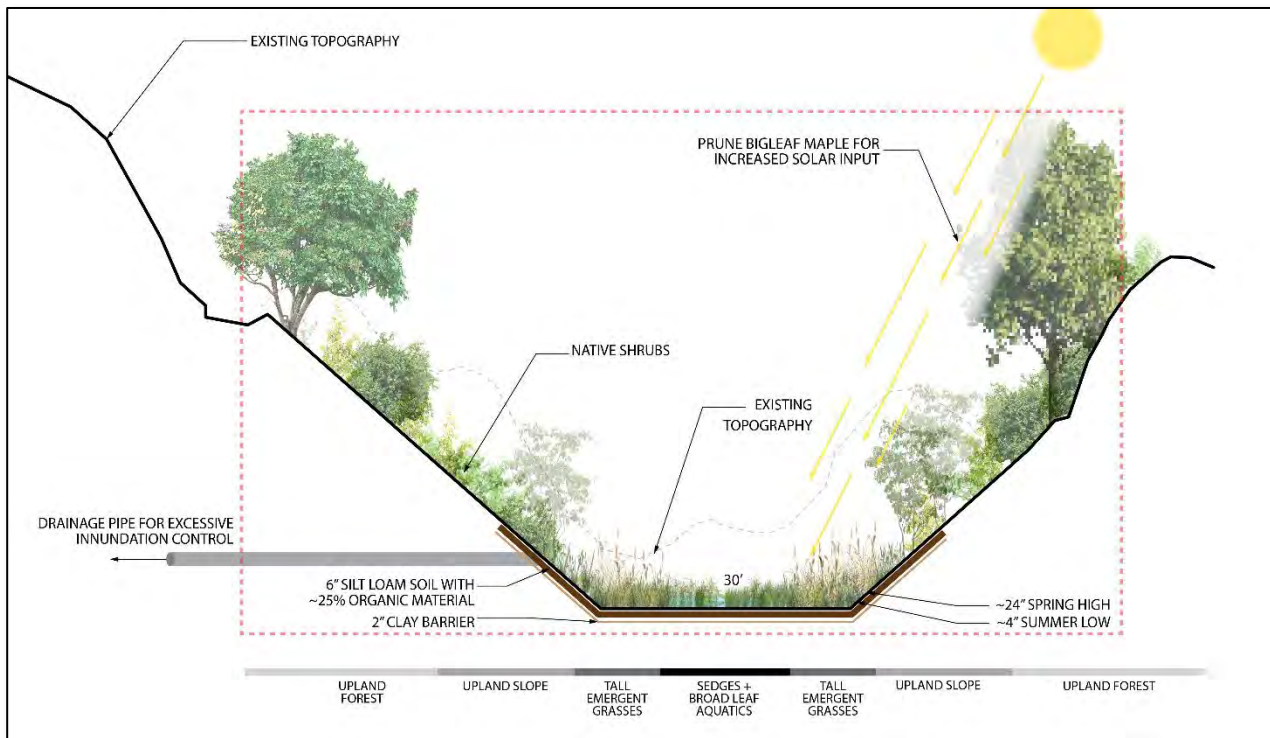 EXISTING TOPOGRAPHY
PRUNE BIGLEAF MAPLE FOR
INCREASED SOLAR INPUT
NATIVE SHRUBS
EXISTING
TOPOGRAPHY
DRAINAGE PIPE FOR EXCESSIVE
INNUNDATION CONTROL
6" SILT LOAM SOIL WITH
~25% ORGANIC MATERIAL
2" CLAY BARRIER
30'
~24" SPRING HIGH
~4" SUMMER LOW
UPLAND
FOREST
UPLAND SLOPE
TALL
EMERGENT
GRASSES
SEDGES +
BROAD LEAF
AQUATICS
TALL
EMERGENT
GRASSES
UPLAND SLOPE
UPLAND FOREST